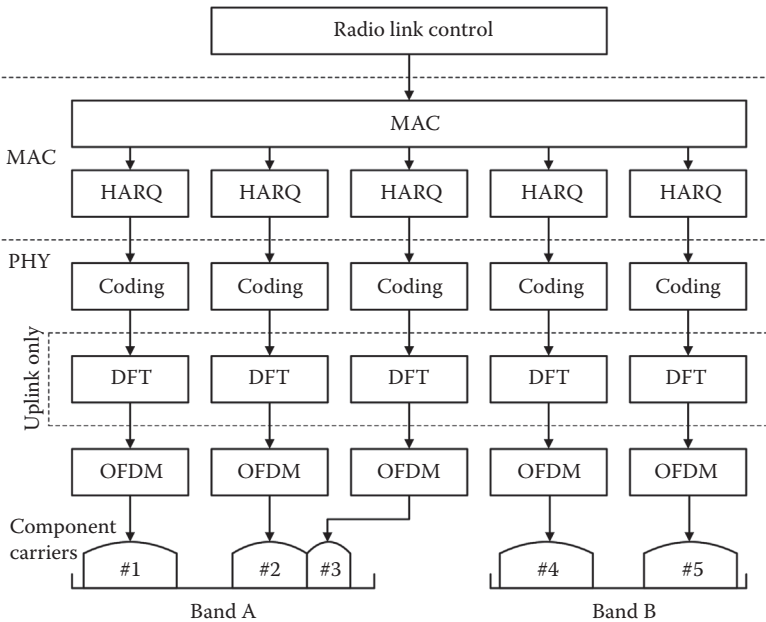 Radio link control
MAC
MAC
HARQ HARQ HARQ HARQ HARQ
PHY
Coding Coding Coding Coding Coding
Uplink only
DFT DFT DFT DFT DFT
OFDM OFDM OFDM OFDM OFDM
Component
carriers
#1 #2 #3 #4 #5
Band A Band B